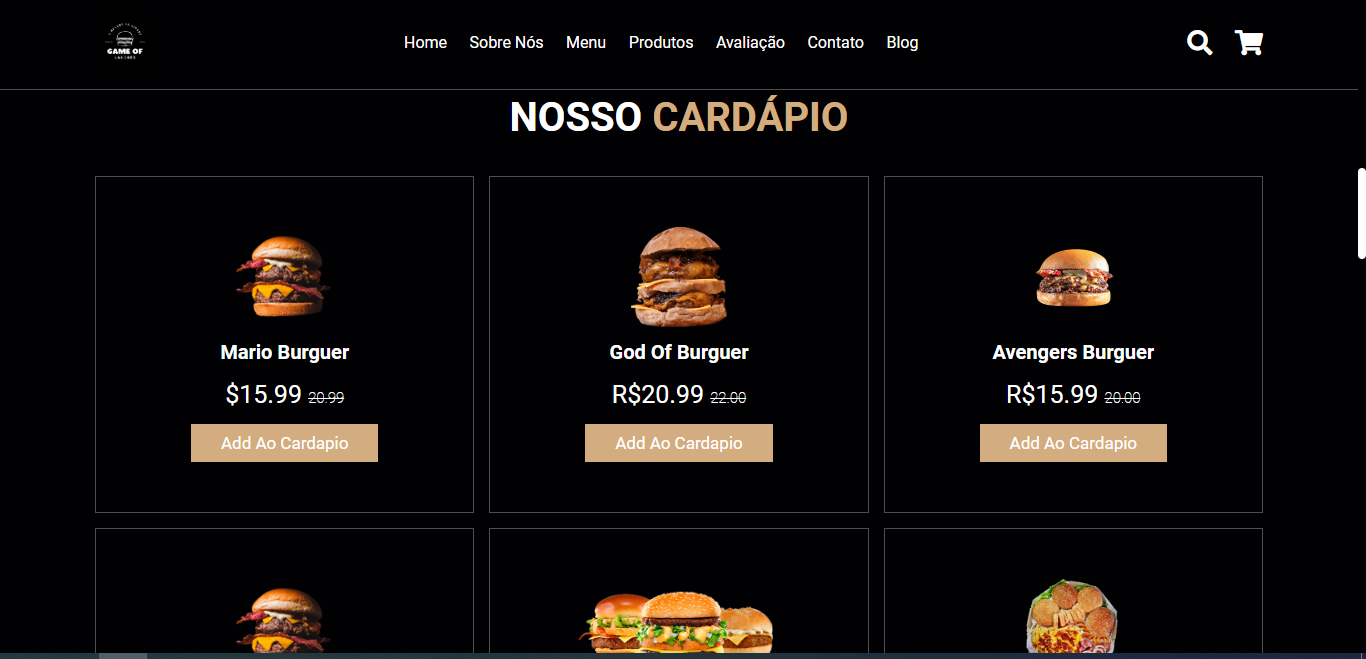 GAME OF
Home Sobre Nós Menu Produtos Avaliação Contato Blog
NOSSO CARDÁPIO
Mario Burguer God Of Burguer Avengers Burguer
$15.99 20.99 R$20.99 22.00 R$15.99 20.00
Add Ao Cardapio Add Ao Cardapio Add Ao Cardapio